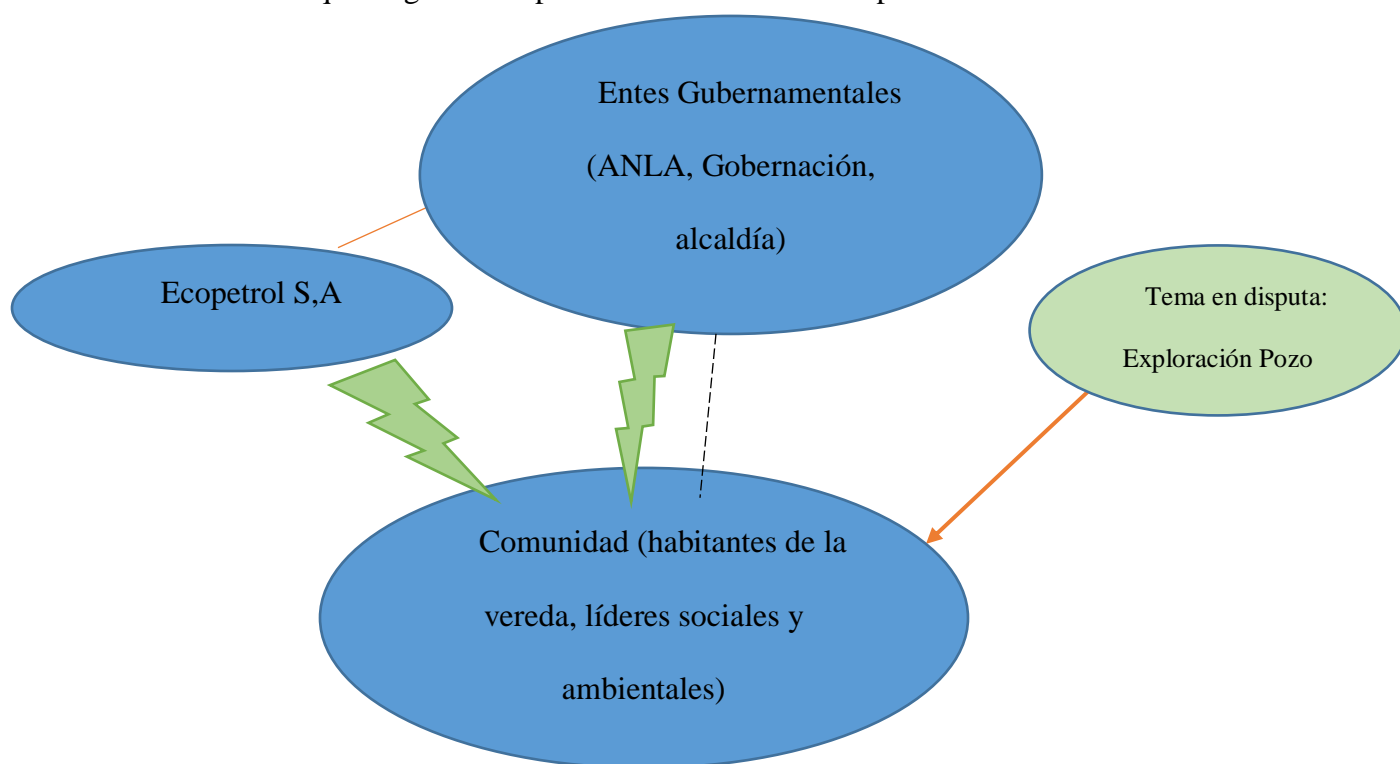 Entes Gubernamentales
(ANLA, Gobernación,
alcaldía)
Ecopetrol S,A
Tema en disputa:
Exploración Pozo
Comunidad (habitantes de la
vereda, líderes sociales y
ambientales)